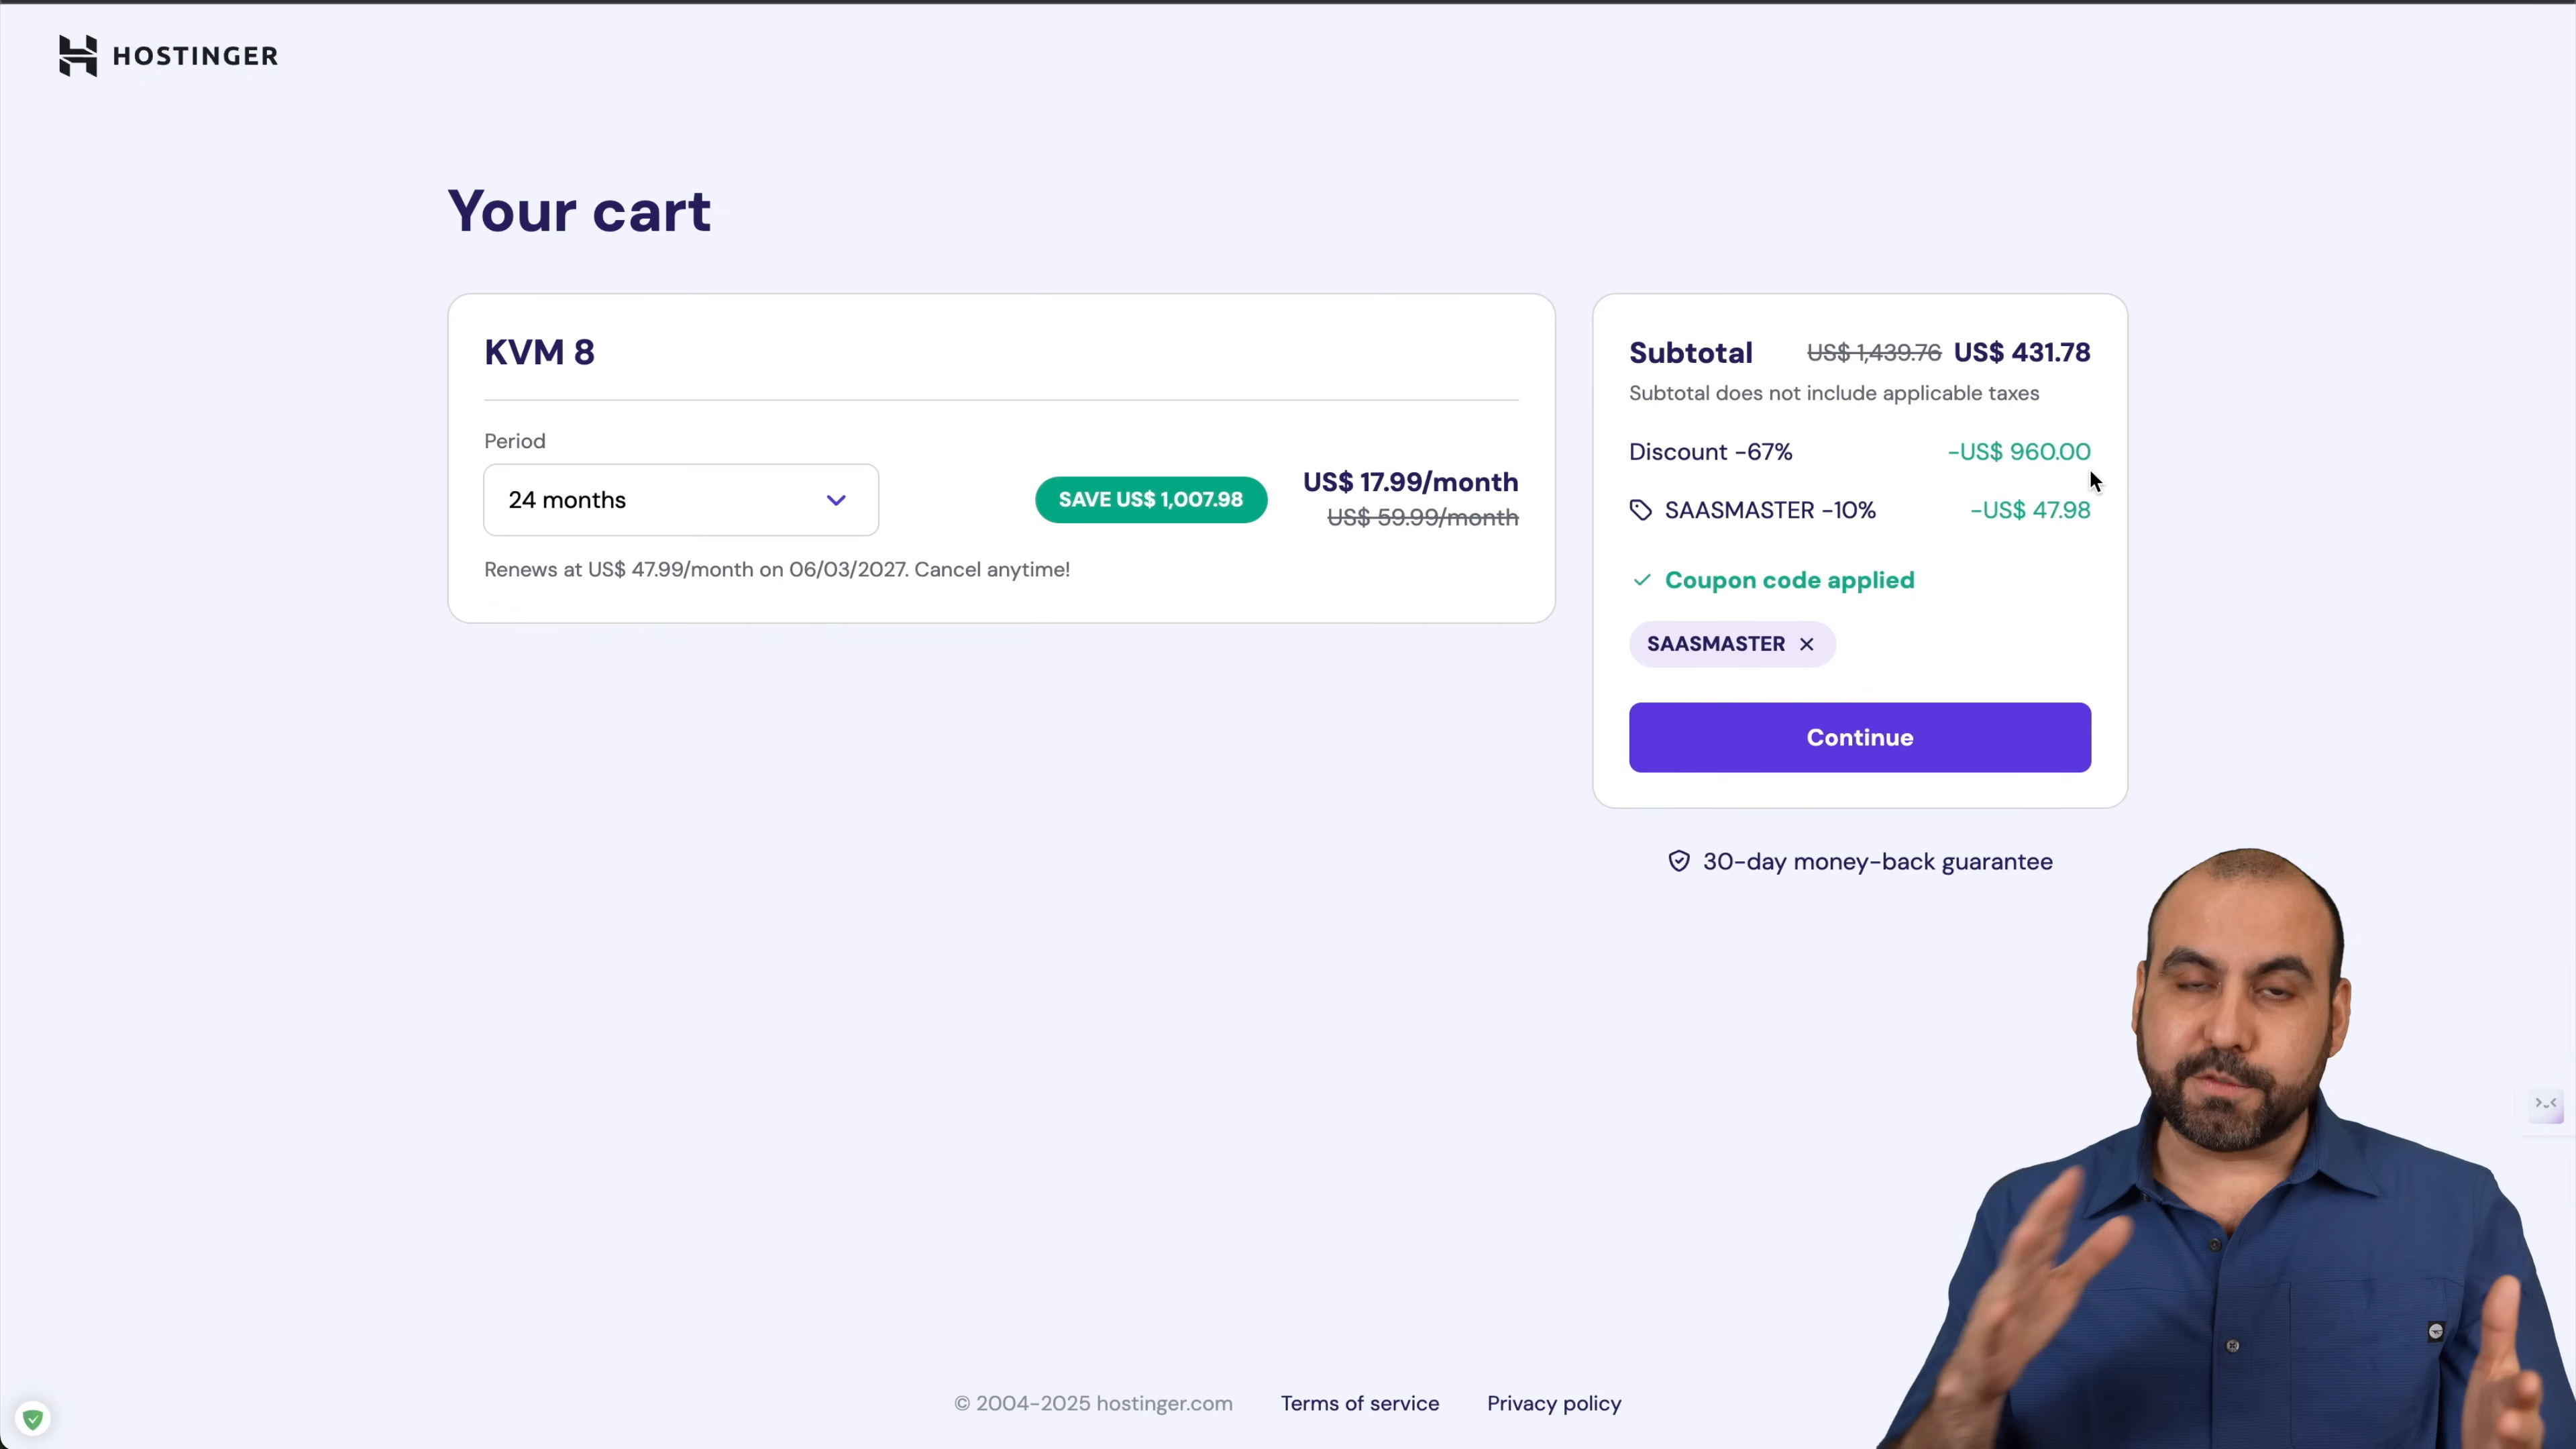 HOSTINGER
Your cart
KVM 8
Period
24 months
SAVE US$ 1,007.98
US$ 17.99/month
US$ 59.99/month
Renews at US$ 47.99/month on 06/03/2027. Cancel anytime!
Subtotal US$ 1,439.76 US$ 431.78
Subtotal does not include applicable taxes
Discount -67% -US$ 960.00
SAASMASTER -10% -US$ 47.98
Coupon code applied
SAASMASTER
Continue
30-day money-back guarantee
© 2004-2025 hostinger.com Terms of service Privacy policy